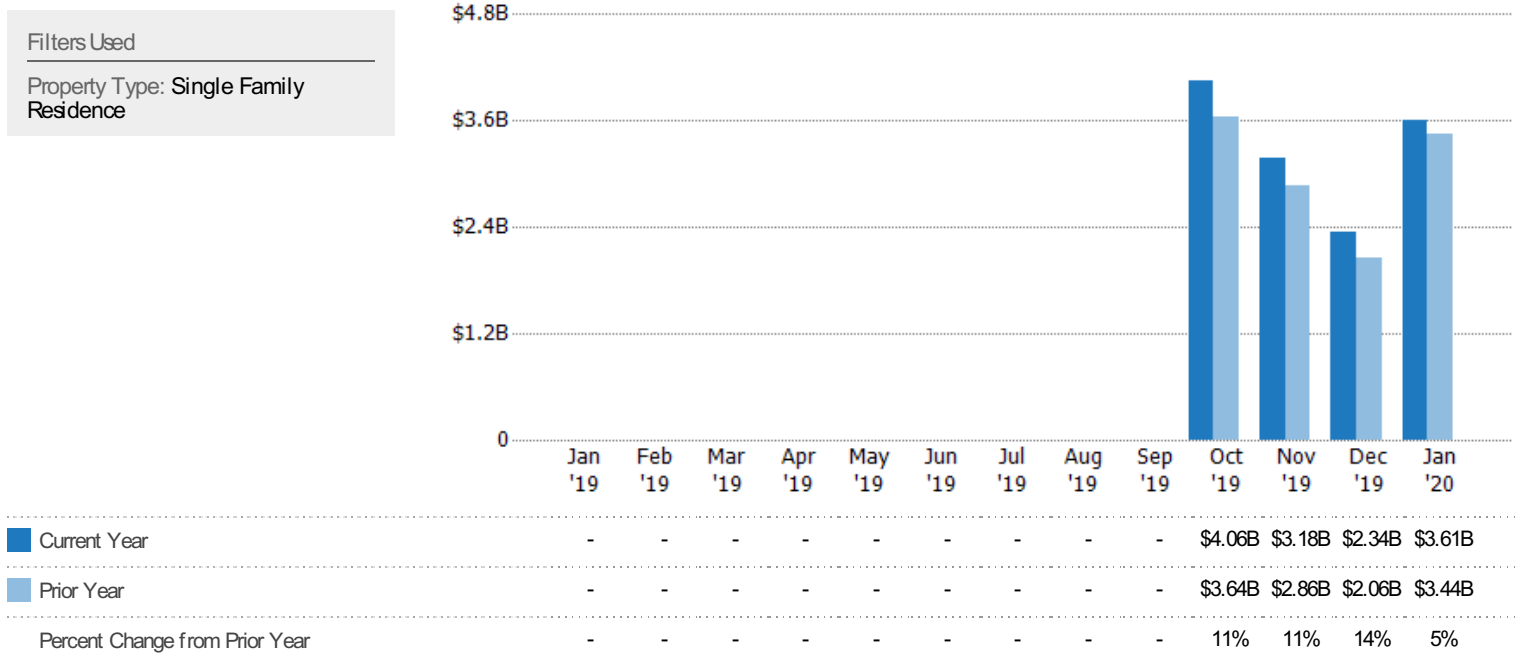 Filters Used
Property Type: Single Family
Residence
$4.8B
$3.6B
$2.4B
$1.2B
0
Jan Feb Mar Apr May Jun Jul Aug Sep Oct Nov Dec Jan
'19 '19 '19 '19 '19 '19 '19 '19 '19 '19 '19 '19 '20
Current Year - - - - - - - - - $4.06B $3.18B $2.34B $3.61B
Prior Year - - - - - - - - - $3.64B $2.86B $2.06B $3.44B
Percent Change from Prior Year - - - - - - - - - 11% 11% 14% 5%